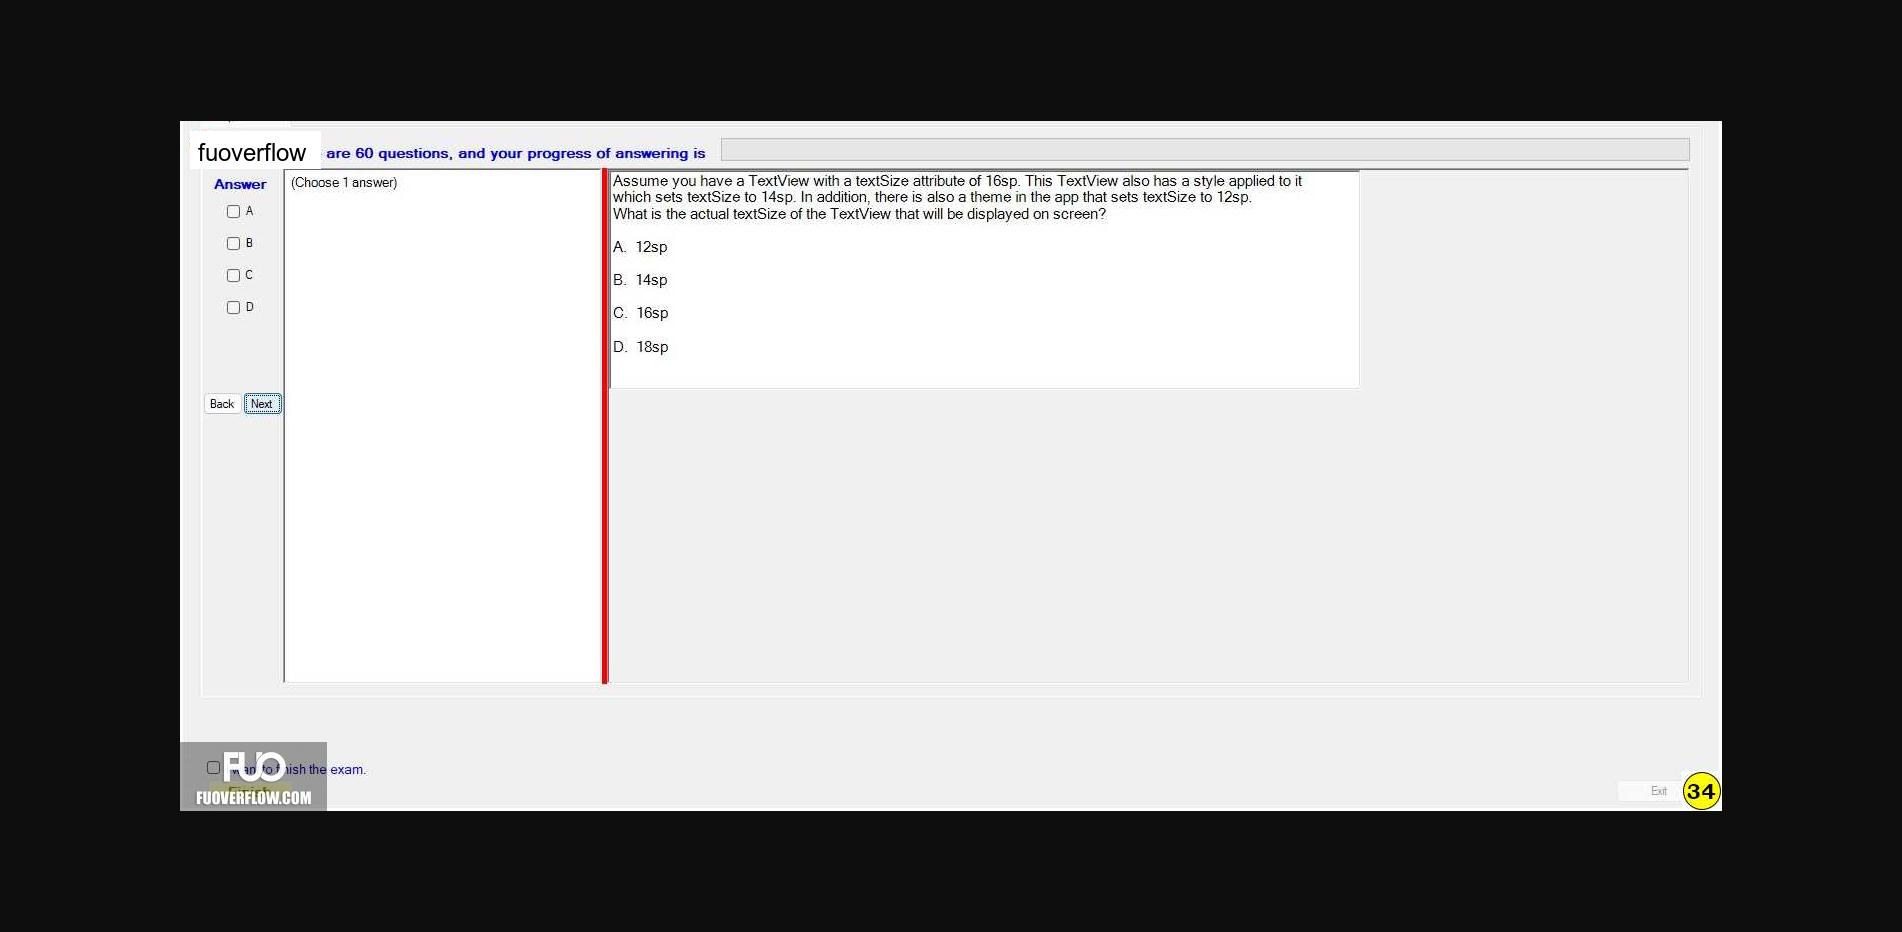 fuoverflow are 60 questions, and your progress of answering is
Answer
(Choose 1 answer)
A
B
C
D
Back Next
Assume you have a TextView with a textSize attribute of 16sp. This TextView also has a style applied to it
which sets textSize to 14sp. In addition, there is also a theme in the app that sets textSize to 12sp.
What is the actual textSize of the TextView that will be displayed on screen?
A. 12sp
B. 14sp
C. 16sp
D. 18sp
FUO
the exam.
Finish
FUOVERFLOW.COM
Exit
34